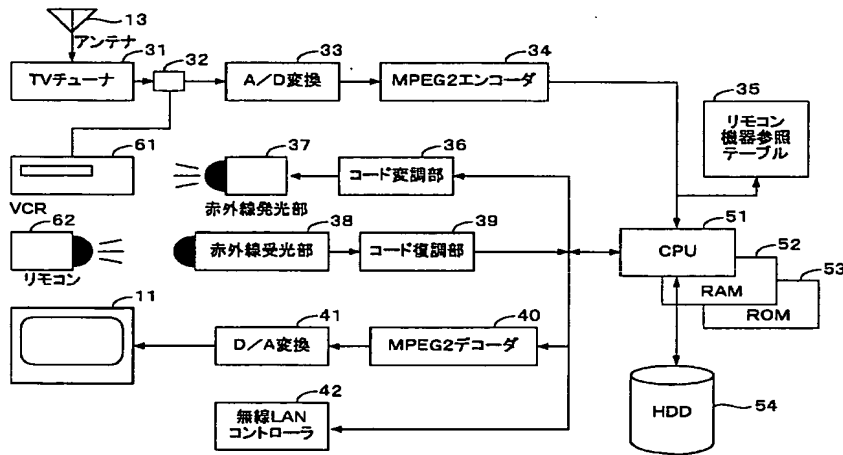 13
アンテナ
31
32
33
34
TVチューナ
A/D変換
MPEG2エンコーダ
35
リモコン
機器参照
テーブル
61
37
36
コード変調部
VCR
赤外線発光部
62
38
39
51
赤外線受光部
コード復調部
CPU
52
リモコン
RAM
53
ROM
11
41
40
D/A変換
MPEG2デコーダ
42
無線LAN
コントローラ
HDD
54